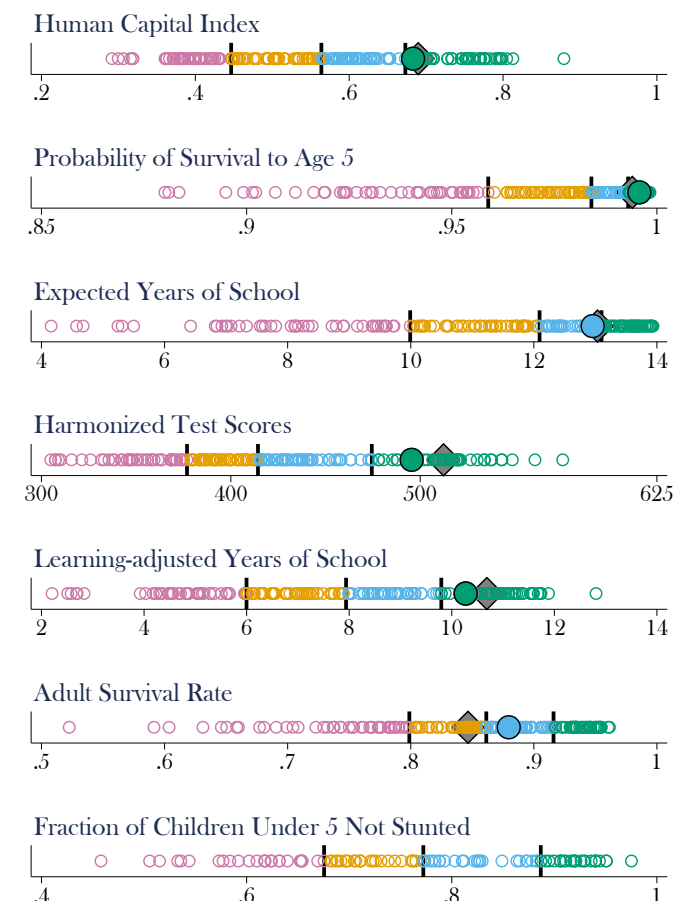 Human Capital Index
.2 .4 .6 .8 1
Probability of Survival to Age 5
.85 .9 .95 1
Expected Years of School
4 6 8 10 12 14
Harmonized Test Scores
300 400 500 625
Learning-adjusted Years of School
2 4 6 8 10 12 14
Adult Survival Rate
.5 .6 .7 .8 .9 1
Fraction of Children Under 5 Not Stunted
.4 .6 .8 1